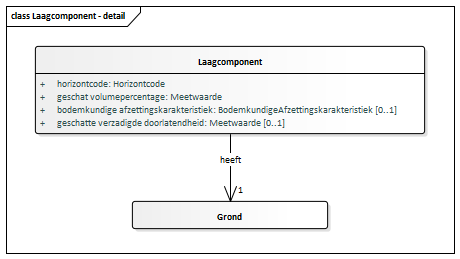 class Laagcomponent - detail
Laagcomponent
+ horizontcode: Horizontcode
+ geschat volumepercentage: Meetwaarde
+ bodemkundige afzettingskarakteristiek: BodemkundigeAfzettingskarakteristiek [0..1]
+ geschatte verzadigde doorlatendheid: Meetwaarde [0..1]
heeft
1
Grond